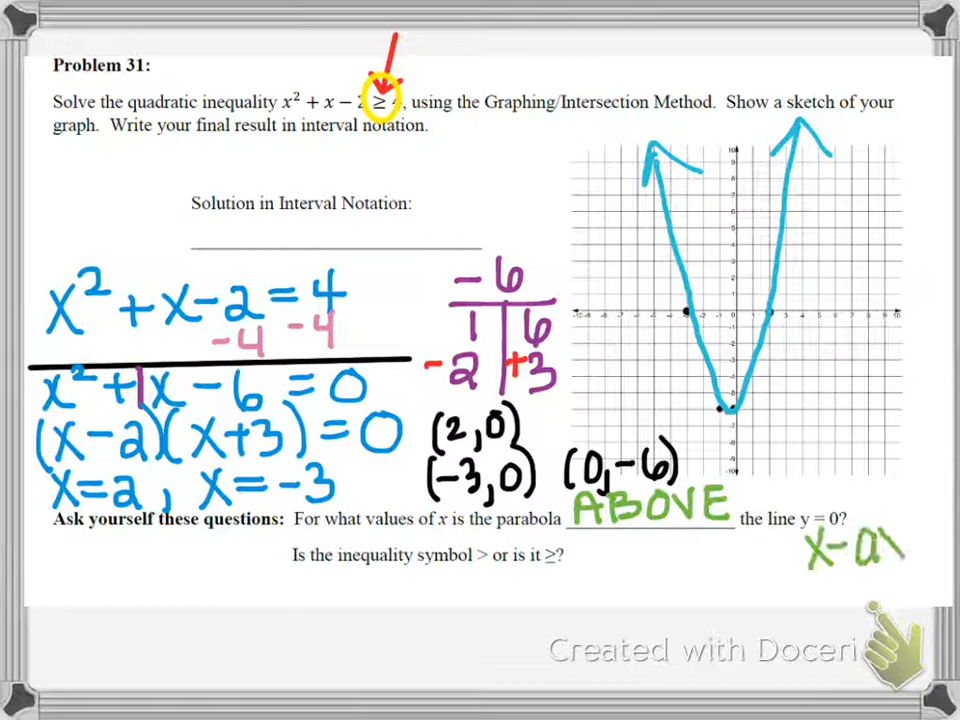 Problem 31:
Solve the quadratic inequality x² + x − 2 ≥ 4, using the Graphing/Intersection Method. Show a sketch of your
graph. Write your final result in interval notation.
Solution in Interval Notation:
x² + x - 2 = 4
-4 -4
x² + 1x - 6 = 0
(x - 2)(x + 3) = 0
x = 2, x = -3
-6
1 6
- 2 + 3
(2, 0)
(-3, 0) (0, -6)
Ask yourself these questions: For what values of x is the parabola ABOVE the line y = 0?
x-ax
Is the inequality symbol > or is it ≥?
Created with Doceri